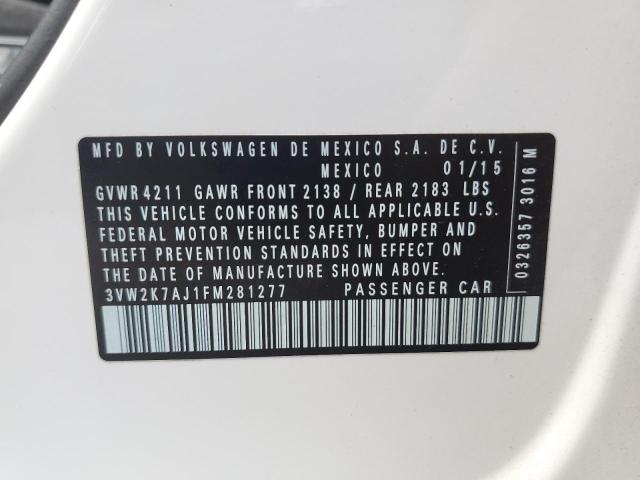 MFD BY VOLKSWAGEN DE MEXICO S.A. DE C.V.
MEXICO 01/15
GVWR 4211 GAWR FRONT 2138 / REAR 2183 LBS
THIS VEHICLE CONFORMS TO ALL APPLICABLE U.S.
FEDERAL MOTOR VEHICLE SAFETY, BUMPER AND
THEFT PREVENTION STANDARDS IN EFFECT ON
THE DATE OF MANUFACTURE SHOWN ABOVE.
3VW2K7AJ1FM281277 PASSENGER CAR
0326357 3016 M